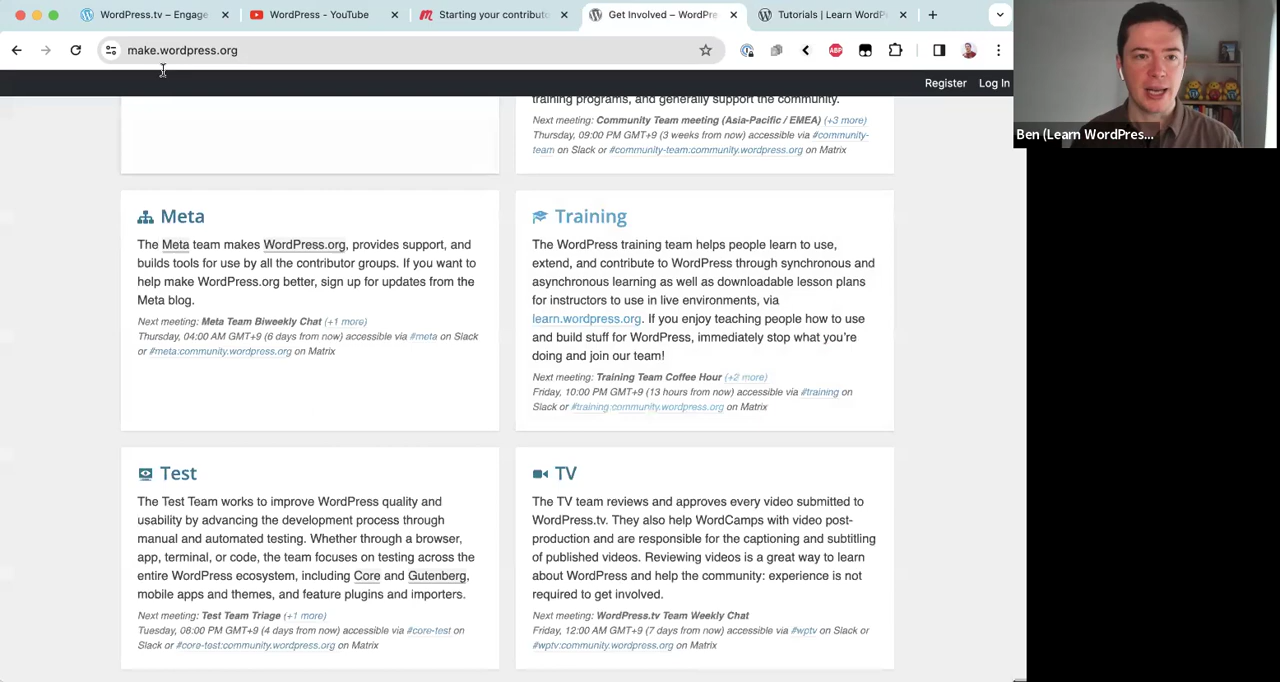 WordPress.tv – Engage
WordPress - YouTube
Starting your contributo
Get Involved – WordPre
Tutorials | Learn WordPr
make.wordpress.org
ABP
Register Log In
Ben (Learn WordPres...
training programs, and generally support the community.
Next meeting: Community Team meeting (Asia-Pacific / EMEA) (+3 more)
Thursday, 09:00 PM GMT+9 (3 weeks from now) accessible via #community-
team on Slack or #community-team:community.wordpress.org on Matrix
Meta
The Meta team makes WordPress.org, provides support, and
builds tools for use by all the contributor groups. If you want to
help make WordPress.org better, sign up for updates from the
Meta blog.
Next meeting: Meta Team Biweekly Chat (+1 more)
Thursday, 04:00 AM GMT+9 (6 days from now) accessible via #meta on Slack
or #meta:community.wordpress.org on Matrix
Training
The WordPress training team helps people learn to use,
extend, and contribute to WordPress through synchronous and
asynchronous learning as well as downloadable lesson plans
for instructors to use in live environments, via
learn.wordpress.org. If you enjoy teaching people how to use
and build stuff for WordPress, immediately stop what you're
doing and join our team!
Next meeting: Training Team Coffee Hour (+2 more)
Friday, 10:00 PM GMT+9 (13 hours from now) accessible via #training on
Slack or #training:community.wordpress.org on Matrix
Test
The Test Team works to improve WordPress quality and
usability by advancing the development process through
manual and automated testing. Whether through a browser,
app, terminal, or code, the team focuses on testing across the
entire WordPress ecosystem, including Core and Gutenberg,
mobile apps and themes, and feature plugins and importers.
Next meeting: Test Team Triage (+1 more)
Tuesday, 08:00 PM GMT+9 (4 days from now) accessible via #core-test on
Slack or #core-test:community.wordpress.org on Matrix
TV
The TV team reviews and approves every video submitted to
WordPress.tv. They also help WordCamps with video post-
production and are responsible for the captioning and subtitling
of published videos. Reviewing videos is a great way to learn
about WordPress and help the community: experience is not
required to get involved.
Next meeting: WordPress.tv Team Weekly Chat
Friday, 12:00 AM GMT+9 (7 days from now) accessible via #wptv on Slack or
#wptv:community.wordpress.org on Matrix